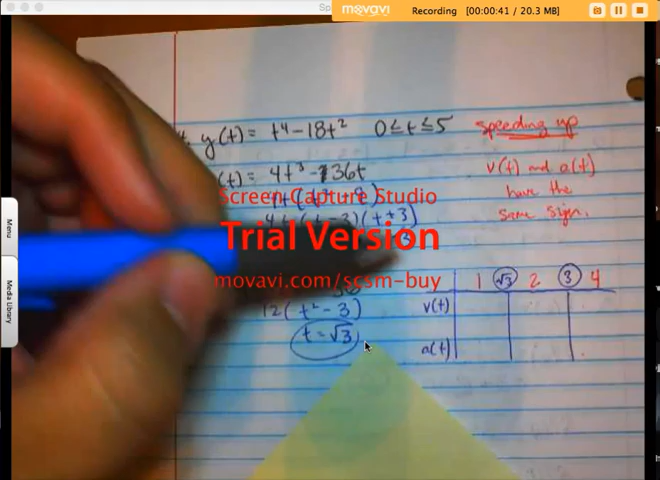 movavi Recording [00:00:41 / 20.3 MB]
y(t) = t⁴ - 18t² 0 ≤ t ≤ 5 speeding up
(t) = 4t³ - 36t v(t) and a(t)
have the
Screen Capture Studio
(t + 3) same sign.
Trial Version
movavi.com/scsm-buy
1 √3 2 3 4
12(t² - 3) v(t)
t = √3
a(t)
Menu
Media Library